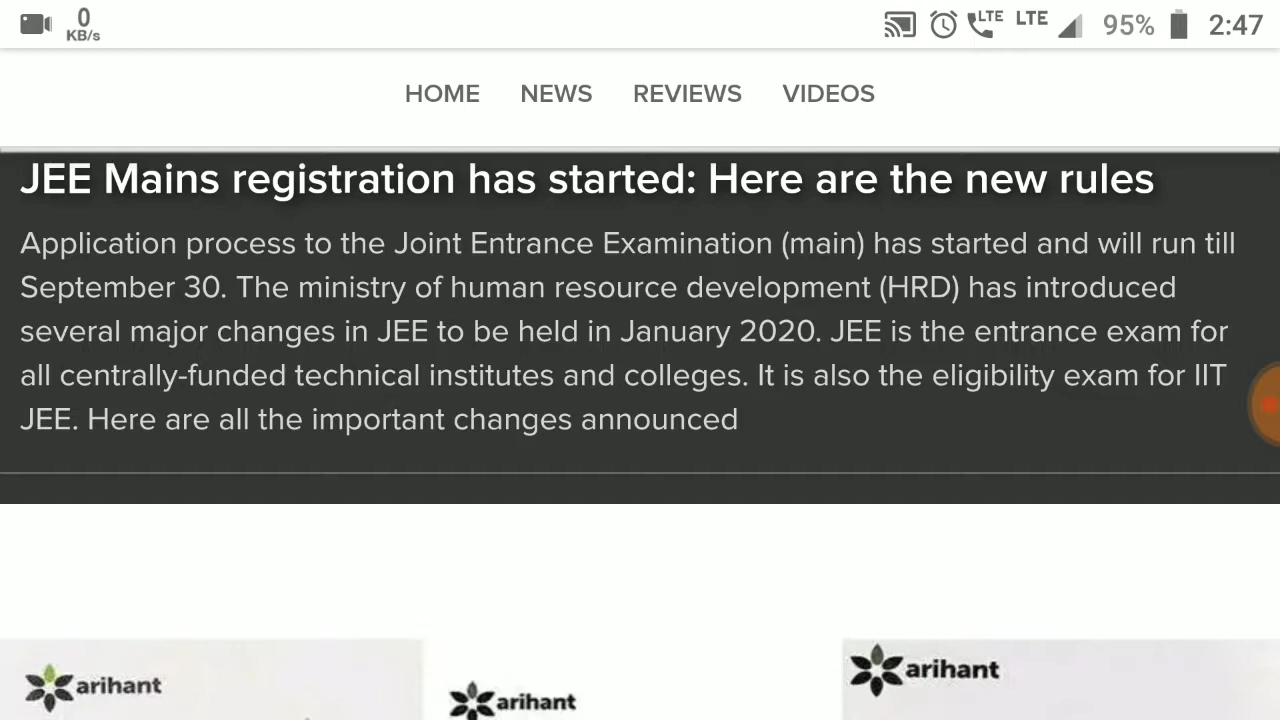 0
KB/s
LTE
LTE
95%
2:47
HOME NEWS REVIEWS VIDEOS
JEE Mains registration has started: Here are the new rules
Application process to the Joint Entrance Examination (main) has started and will run till
September 30. The ministry of human resource development (HRD) has introduced
several major changes in JEE to be held in January 2020. JEE is the entrance exam for
all centrally-funded technical institutes and colleges. It is also the eligibility exam for IIT
JEE. Here are all the important changes announced
arihant
arihant
arihant